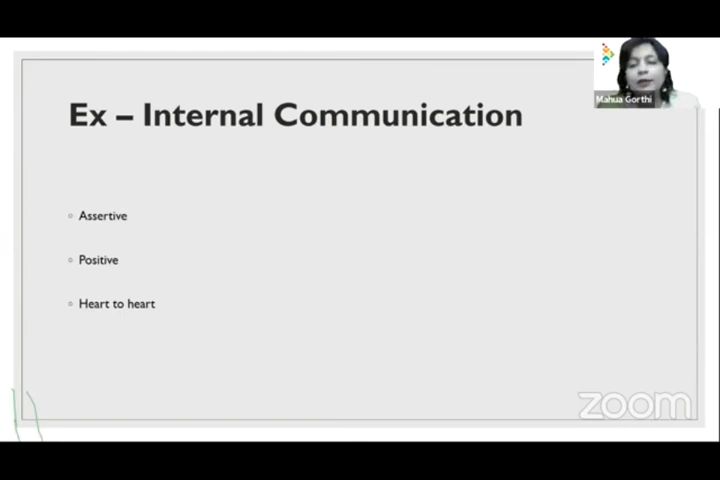 Ex – Internal Communication
Mahua Gorthi
Assertive
Positive
Heart to heart
zoom